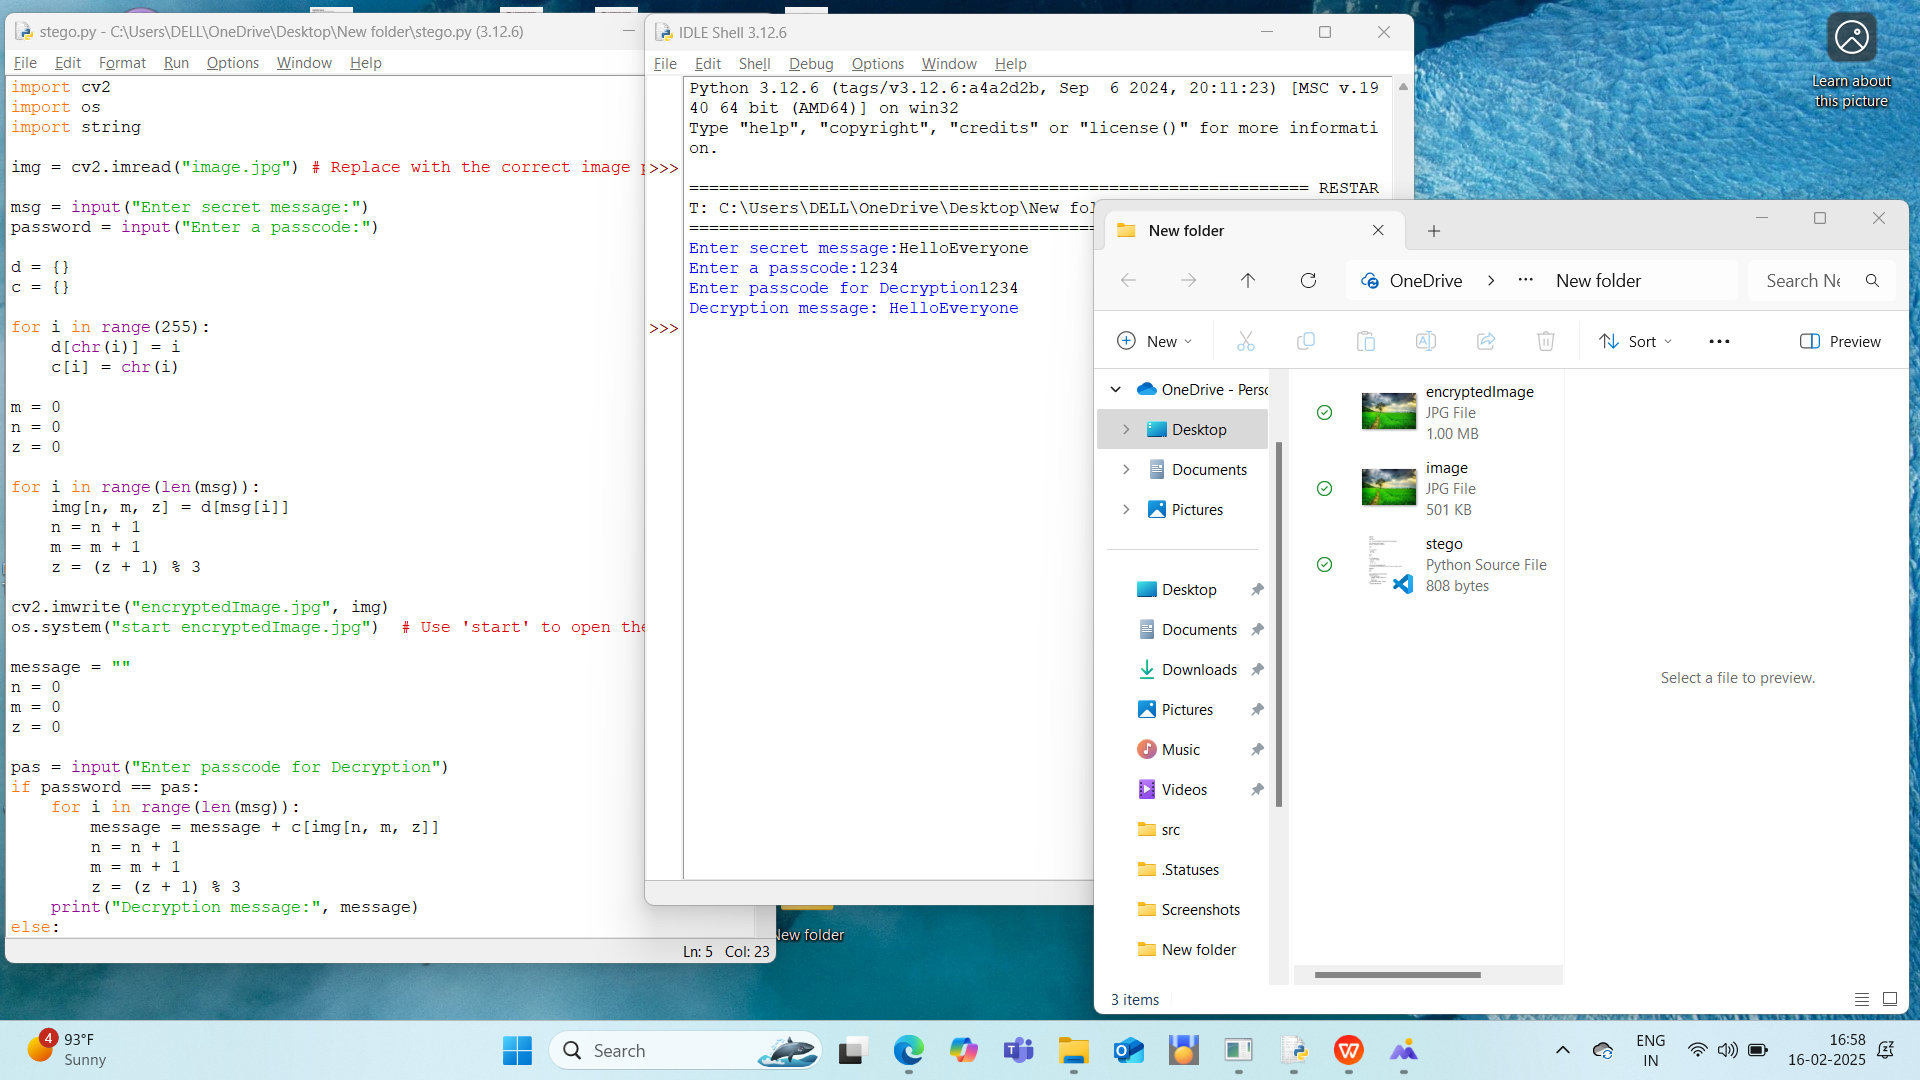 stego.py - C:\Users\DELL\OneDrive\Desktop\New folder\stego.py (3.12.6)
File Edit Format Run Options Window Help
import cv2
import os
import string
img = cv2.imread("image.jpg") # Replace with the correct image
msg = input("Enter secret message:")
password = input("Enter a passcode:")
d = {}
c = {}
for i in range(255):
    d[chr(i)] = i
    c[i] = chr(i)
m = 0
n = 0
z = 0
for i in range(len(msg)):
    img[n, m, z] = d[msg[i]]
    n = n + 1
    m = m + 1
    z = (z + 1) % 3
cv2.imwrite("encryptedImage.jpg", img)
os.system("start encryptedImage.jpg")  # Use 'start' to open the
message = ""
n = 0
m = 0
z = 0
pas = input("Enter passcode for Decryption")
if password == pas:
    for i in range(len(msg)):
        message = message + c[img[n, m, z]]
        n = n + 1
        m = m + 1
        z = (z + 1) % 3
    print("Decryption message:", message)
else:
Ln: 5 Col: 23
IDLE Shell 3.12.6
File Edit Shell Debug Options Window Help
Python 3.12.6 (tags/v3.12.6:a4a2d2b, Sep  6 2024, 20:11:23) [MSC v.19
40 64 bit (AMD64)] on win32
Type "help", "copyright", "credits" or "license()" for more informati
on.
>>>
============================================================== RESTAR
T: C:\Users\DELL\OneDrive\Desktop\New fol
=========================================
Enter secret message:HelloEveryone
Enter a passcode:1234
Enter passcode for Decryption1234
Decryption message: HelloEveryone
>>>
New folder
Learn about
this picture
New folder
OneDrive > ... New folder
Search Ne
New
Sort
Preview
OneDrive - Perso
Desktop
Documents
Pictures
Desktop
Documents
Downloads
Pictures
Music
Videos
src
.Statuses
Screenshots
New folder
encryptedImage
JPG File
1.00 MB
image
JPG File
501 KB
stego
Python Source File
808 bytes
Select a file to preview.
3 items
4
93°F
Sunny
Search
ENG
IN
16:58
16-02-2025